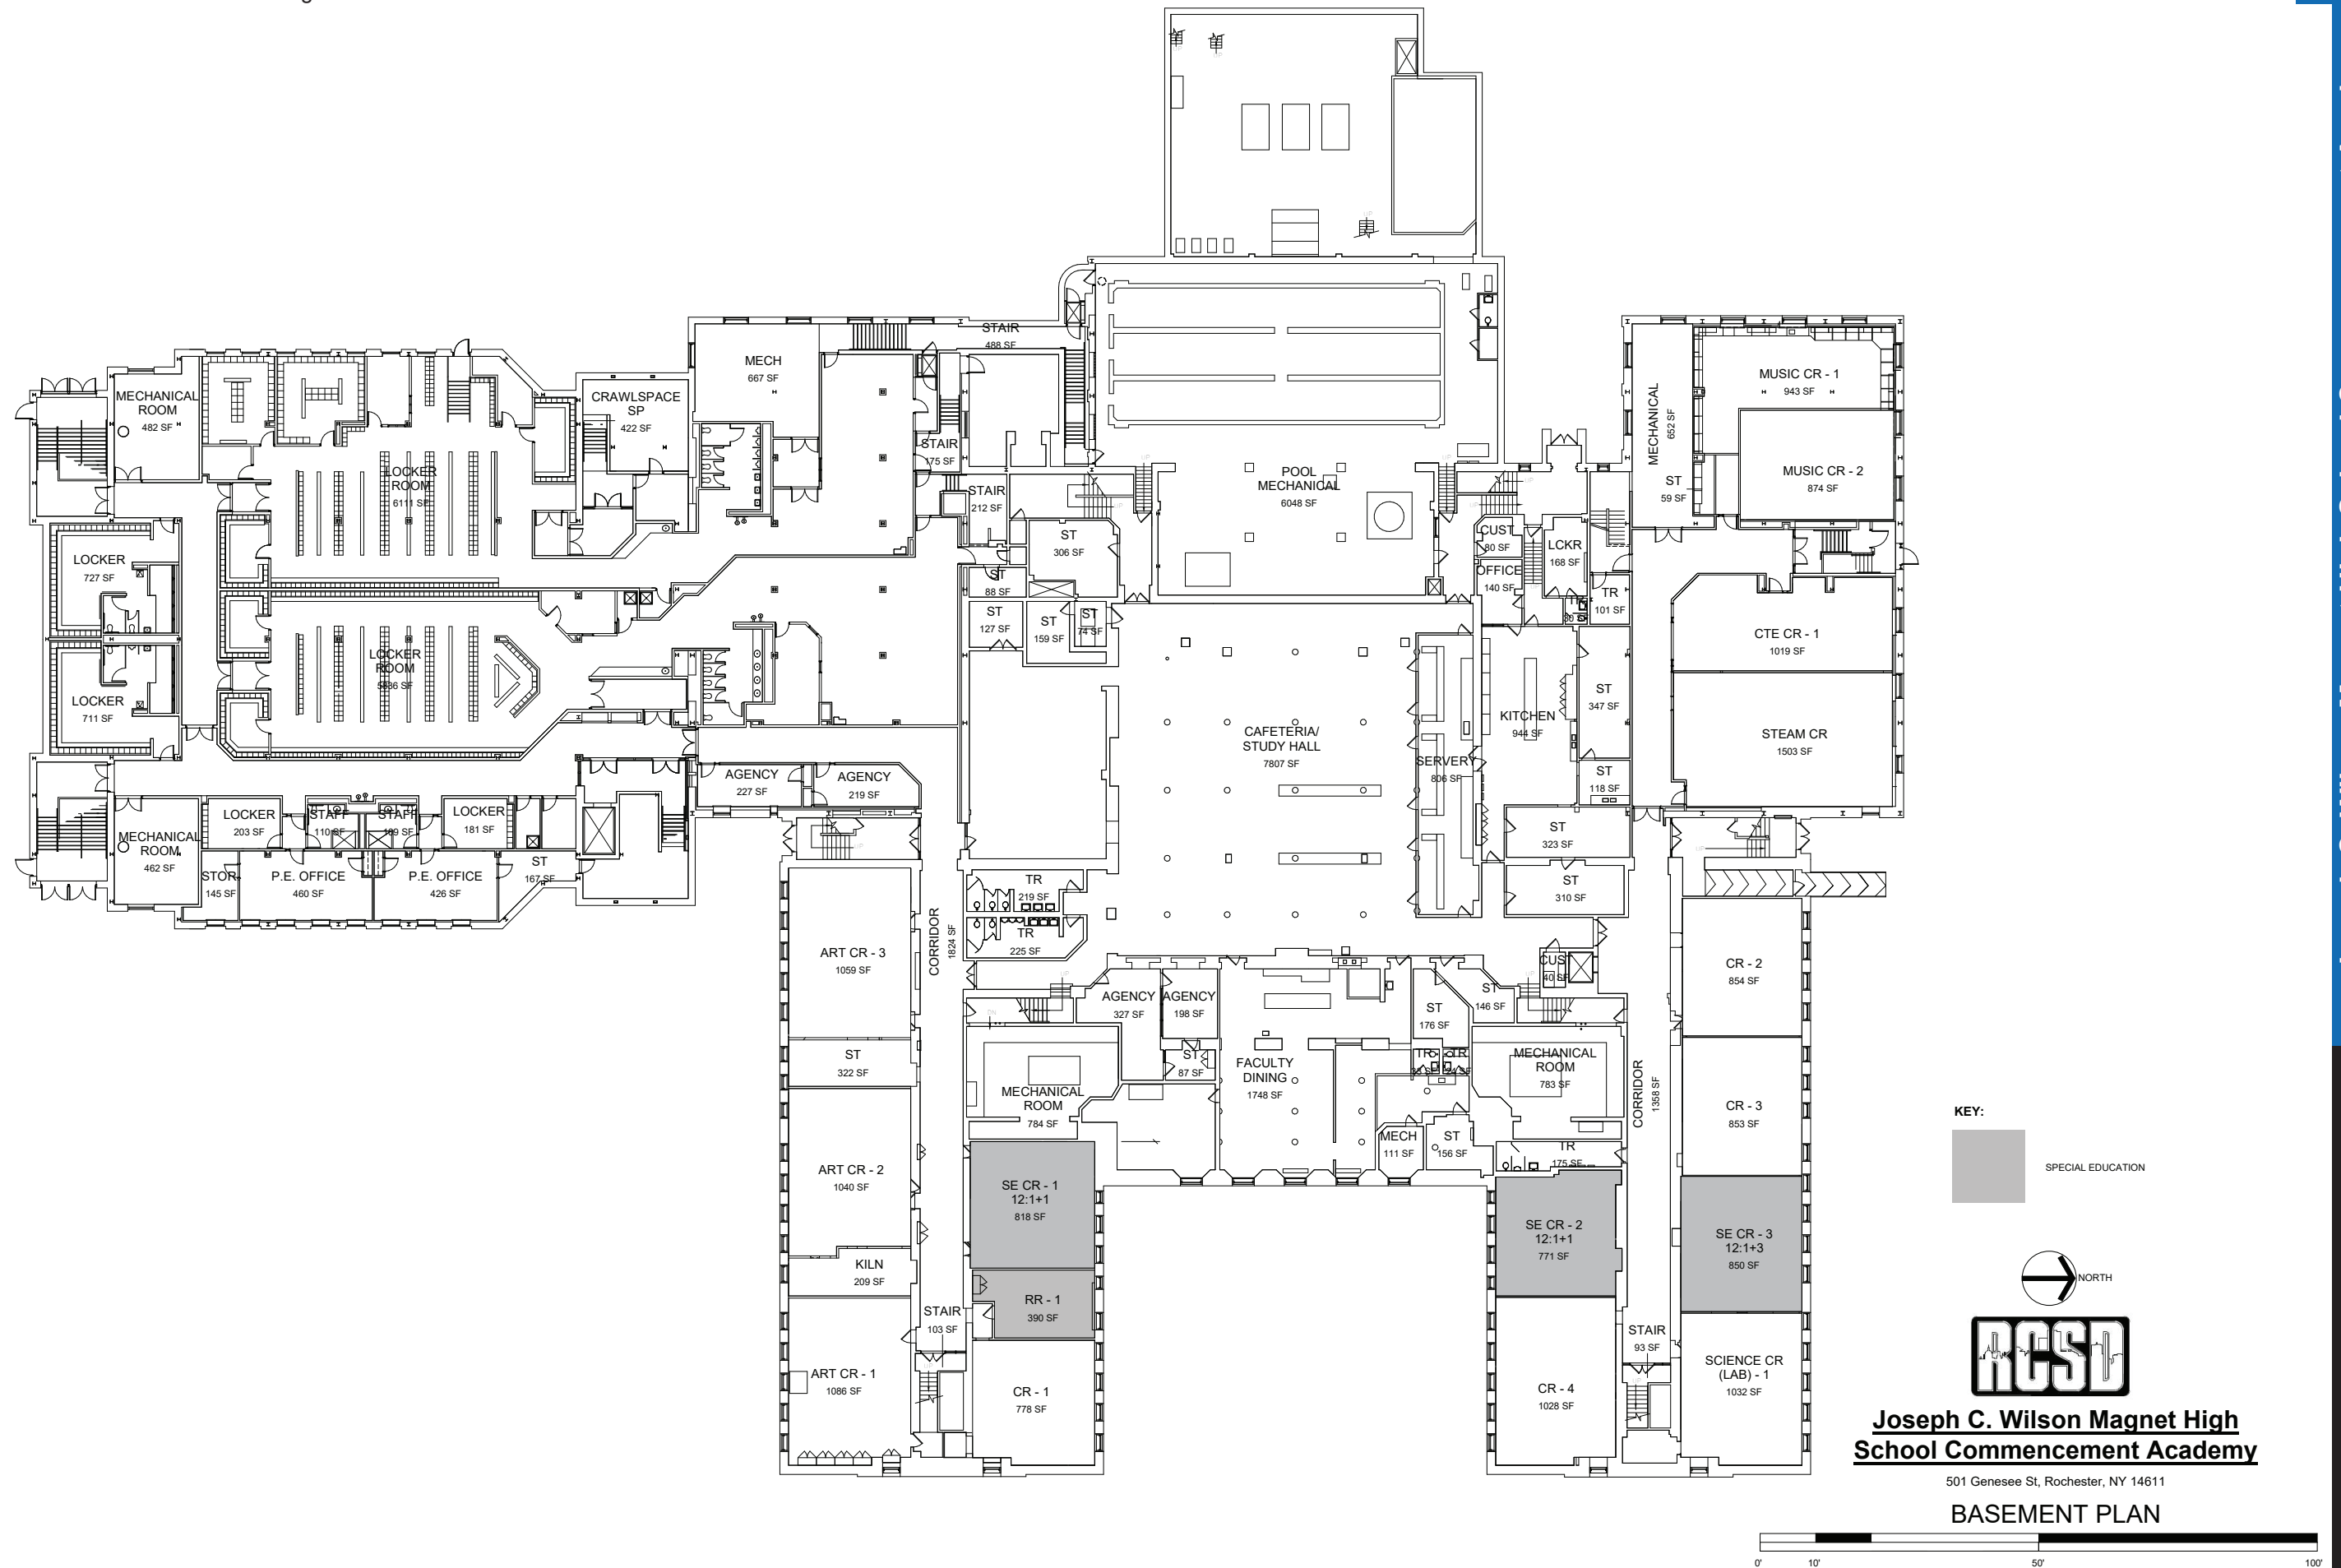 STAIR
488 SF
MECH
667 SF
MECHANICAL
ROOM
482 SF
CRAWLSPACE
SP
422 SF
LOCKER
ROOM
6111 SF
STAIR
175 SF
STAIR
212 SF
POOL
MECHANICAL
6048 SF
MECHANICAL
652 SF
MUSIC CR - 1
943 SF
MUSIC CR - 2
874 SF
ST
59 SF
ST
306 SF
CUST
80 SF
LCKR
168 SF
OFFICE
140 SF
TR
101 SF
LOCKER
727 SF
ST
88 SF
ST
127 SF
ST
159 SF
ST
74 SF
CTE CR - 1
1019 SF
LOCKER
ROOM
LOCKER
711 SF
ST
347 SF
KITCHEN
944 SF
CAFETERIA/
STUDY HALL
7807 SF
STEAM CR
1503 SF
SERVERY
806 SF
ST
118 SF
AGENCY
227 SF
AGENCY
219 SF
LOCKER
203 SF
STAFF
110 SF
STAFF
LOCKER
181 SF
MECHANICAL
ROOM
462 SF
ST
323 SF
STOR
145 SF
P.E. OFFICE
460 SF
P.E. OFFICE
426 SF
ST
167 SF
TR
219 SF
ST
310 SF
CORRIDOR
1824 SF
TR
225 SF
ART CR - 3
1059 SF
CUST
40 SF
CR - 2
854 SF
AGENCY
327 SF
AGENCY
198 SF
ST
146 SF
ST
176 SF
ST
322 SF
ST
87 SF
FACULTY
DINING
1748 SF
TR
TR
MECHANICAL
ROOM
783 SF
MECHANICAL
ROOM
784 SF
CORRIDOR
1358 SF
CR - 3
853 SF
MECH
111 SF
ST
156 SF
TR
175 SF
ART CR - 2
1040 SF
SE CR - 1
12:1+1
818 SF
SE CR - 2
12:1+1
771 SF
SE CR - 3
12:1+3
850 SF
KILN
209 SF
RR - 1
390 SF
STAIR
103 SF
STAIR
93 SF
ART CR - 1
1086 SF
CR - 1
778 SF
CR - 4
1028 SF
SCIENCE CR
(LAB) - 1
1032 SF
KEY:
SPECIAL EDUCATION
NORTH
RCSD
Joseph C. Wilson Magnet High
School Commencement Academy
501 Genesee St, Rochester, NY 14611
BASEMENT PLAN
0' 10' 50' 100'